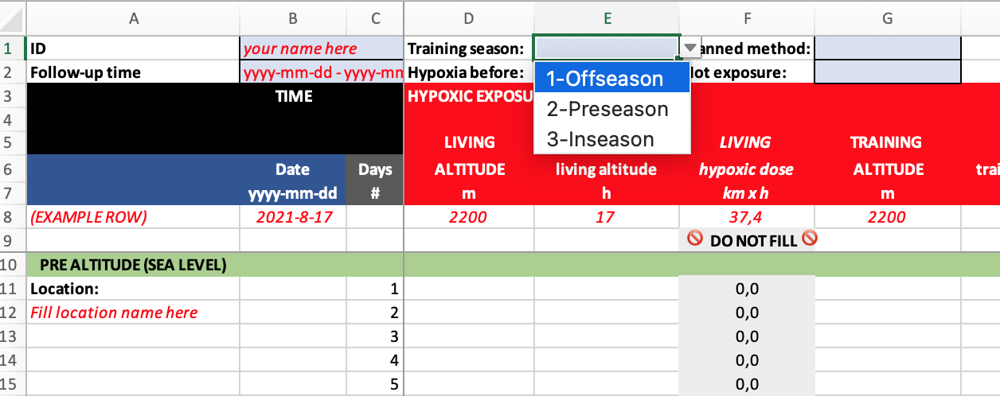 A B C D E F G
1 ID your name here Training season: anned method:
2 Follow-up time yyyy-mm-dd - yyyy-mm Hypoxia before: 1-Offseason Hot exposure:
2-Preseason
3-Inseason
3 TIME HYPOXIC EXPOSU
4
5 LIVING LIVING TRAINING
6 Date Days ALTITUDE living altitude hypoxic dose ALTITUDE trai
7 yyyy-mm-dd # m h km x h m
8 (EXAMPLE ROW) 2021-8-17 2200 17 37,4 2200
9 DO NOT FILL
10 PRE ALTITUDE (SEA LEVEL)
11 Location: 1 0,0
12 Fill location name here 2 0,0
13 3 0,0
14 4 0,0
15 5 0,0